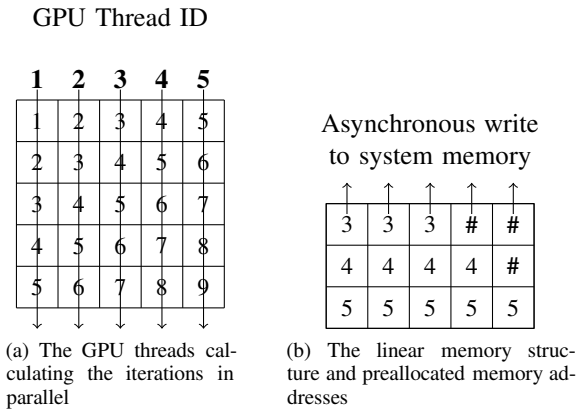 GPU Thread ID
1 2 3 4 5
1 2 3 4 5
2 3 4 5 6
3 4 5 6 7
4 5 6 7 8
5 6 7 8 9
(a) The GPU threads cal-
culating the iterations in
parallel
Asynchronous write
to system memory
3 3 3 # #
4 4 4 4 #
5 5 5 5 5
(b) The linear memory struc-
ture and preallocated memory ad-
dresses